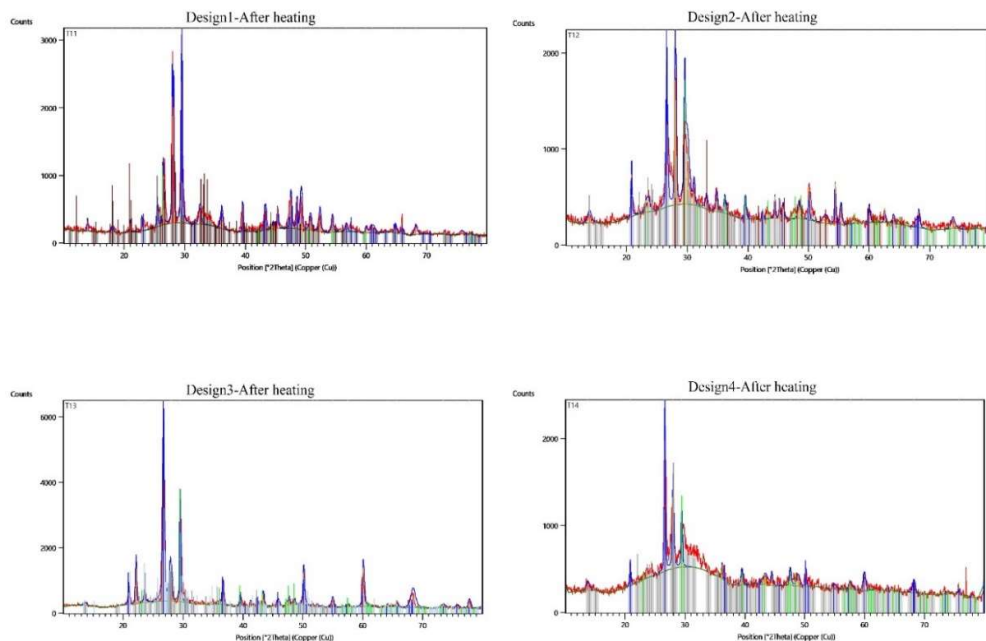 Design1-After heating
Counts
T11
3000
2000
1000
0
20 30 40 50 60 70
Position [°2Theta] (Copper (Cu))
Design2-After heating
Counts
T12
2000
1000
0
20 30 40 50 60 70
Position [°2Theta] (Copper (Cu))
Design3-After heating
Counts
T13
6000
4000
2000
0
20 30 40 50 60 70
Position [°2Theta] (Copper (Cu))
Design4-After heating
Counts
T14
2000
1000
0
20 30 40 50 60 70
Position [°2Theta] (Copper (Cu))